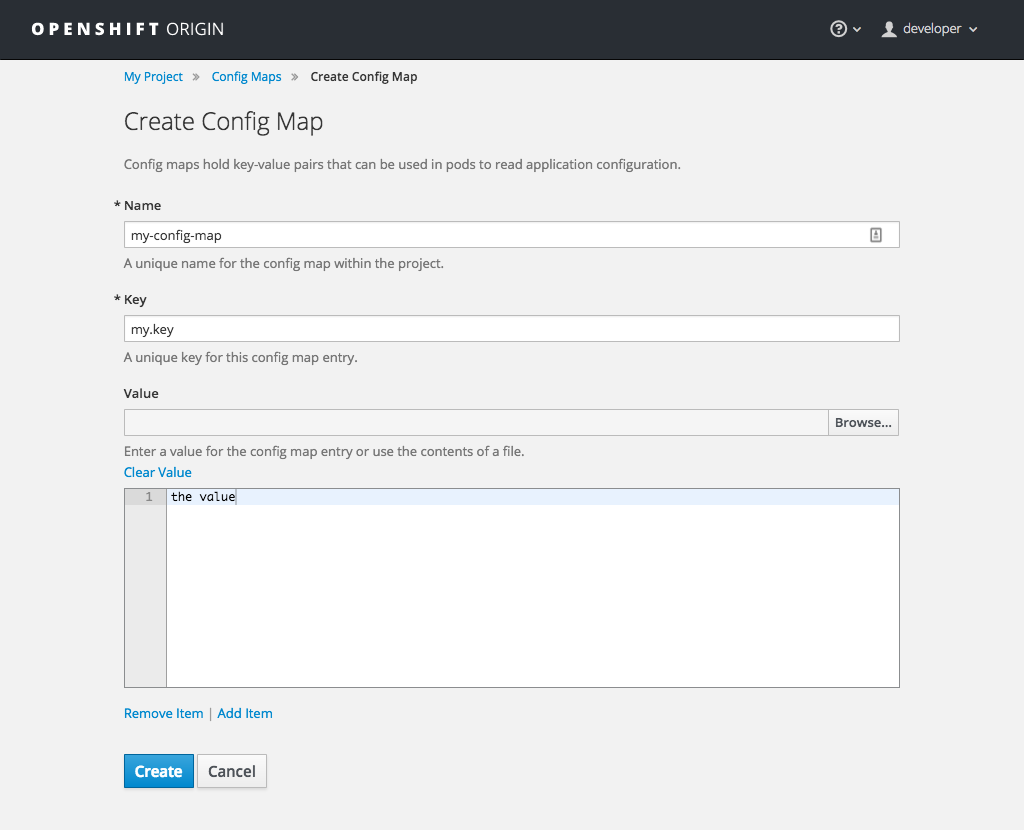 OPENSHIFT ORIGIN
developer
My Project » Config Maps » Create Config Map
Create Config Map
Config maps hold key-value pairs that can be used in pods to read application configuration.
* Name
my-config-map
A unique name for the config map within the project.
* Key
my.key
A unique key for this config map entry.
Value
Browse...
Enter a value for the config map entry or use the contents of a file.
Clear Value
1 the value
Remove Item | Add Item
Create Cancel